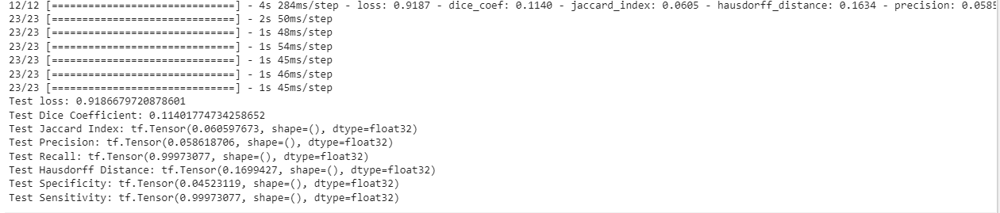 12/12 [==============================] - 4s 284ms/step - loss: 0.9187 - dice_coef: 0.1140 - jaccard_index: 0.0605 - hausdorff_distance: 0.1634 - precision: 0.0585
23/23 [==============================] - 2s 50ms/step
23/23 [==============================] - 1s 48ms/step
23/23 [==============================] - 1s 54ms/step
23/23 [==============================] - 1s 45ms/step
23/23 [==============================] - 1s 46ms/step
23/23 [==============================] - 1s 45ms/step
Test loss: 0.9186679720878601
Test Dice Coefficient: 0.11401774734258652
Test Jaccard Index: tf.Tensor(0.060597673, shape=(), dtype=float32)
Test Precision: tf.Tensor(0.058618706, shape=(), dtype=float32)
Test Recall: tf.Tensor(0.99973077, shape=(), dtype=float32)
Test Hausdorff Distance: tf.Tensor(0.1699427, shape=(), dtype=float32)
Test Specificity: tf.Tensor(0.04523119, shape=(), dtype=float32)
Test Sensitivity: tf.Tensor(0.99973077, shape=(), dtype=float32)